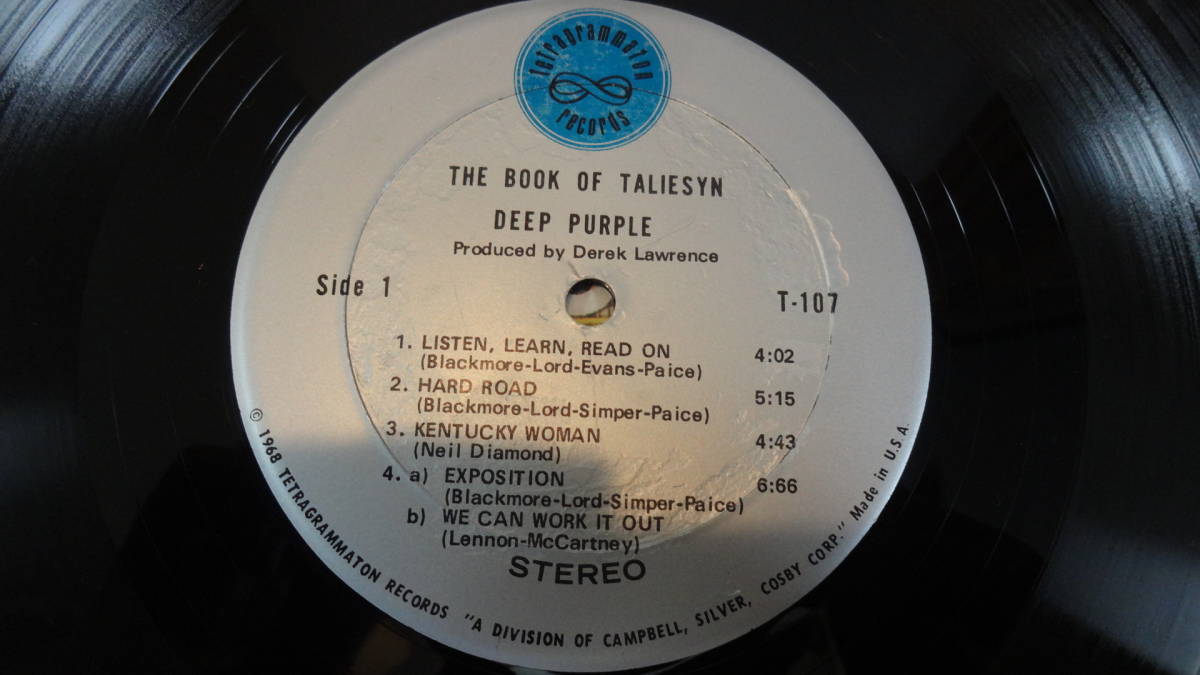 tetragrammaton
records
THE BOOK OF TALIESYN
DEEP PURPLE
Produced by Derek Lawrence
Side 1
T-107
1. LISTEN, LEARN, READ ON 4:02
(Blackmore-Lord-Evans-Paice)
2. HARD ROAD 5:15
(Blackmore-Lord-Simper-Paice)
3. KENTUCKY WOMAN 4:43
(Neil Diamond)
4. a) EXPOSITION 6:66
(Blackmore-Lord-Simper-Paice)
b) WE CAN WORK IT OUT
(Lennon-McCartney)
STEREO
© 1968 TETRAGRAMMATON RECORDS "A DIVISION OF CAMPBELL, SILVER, COSBY CORP." Made in U.S.A.